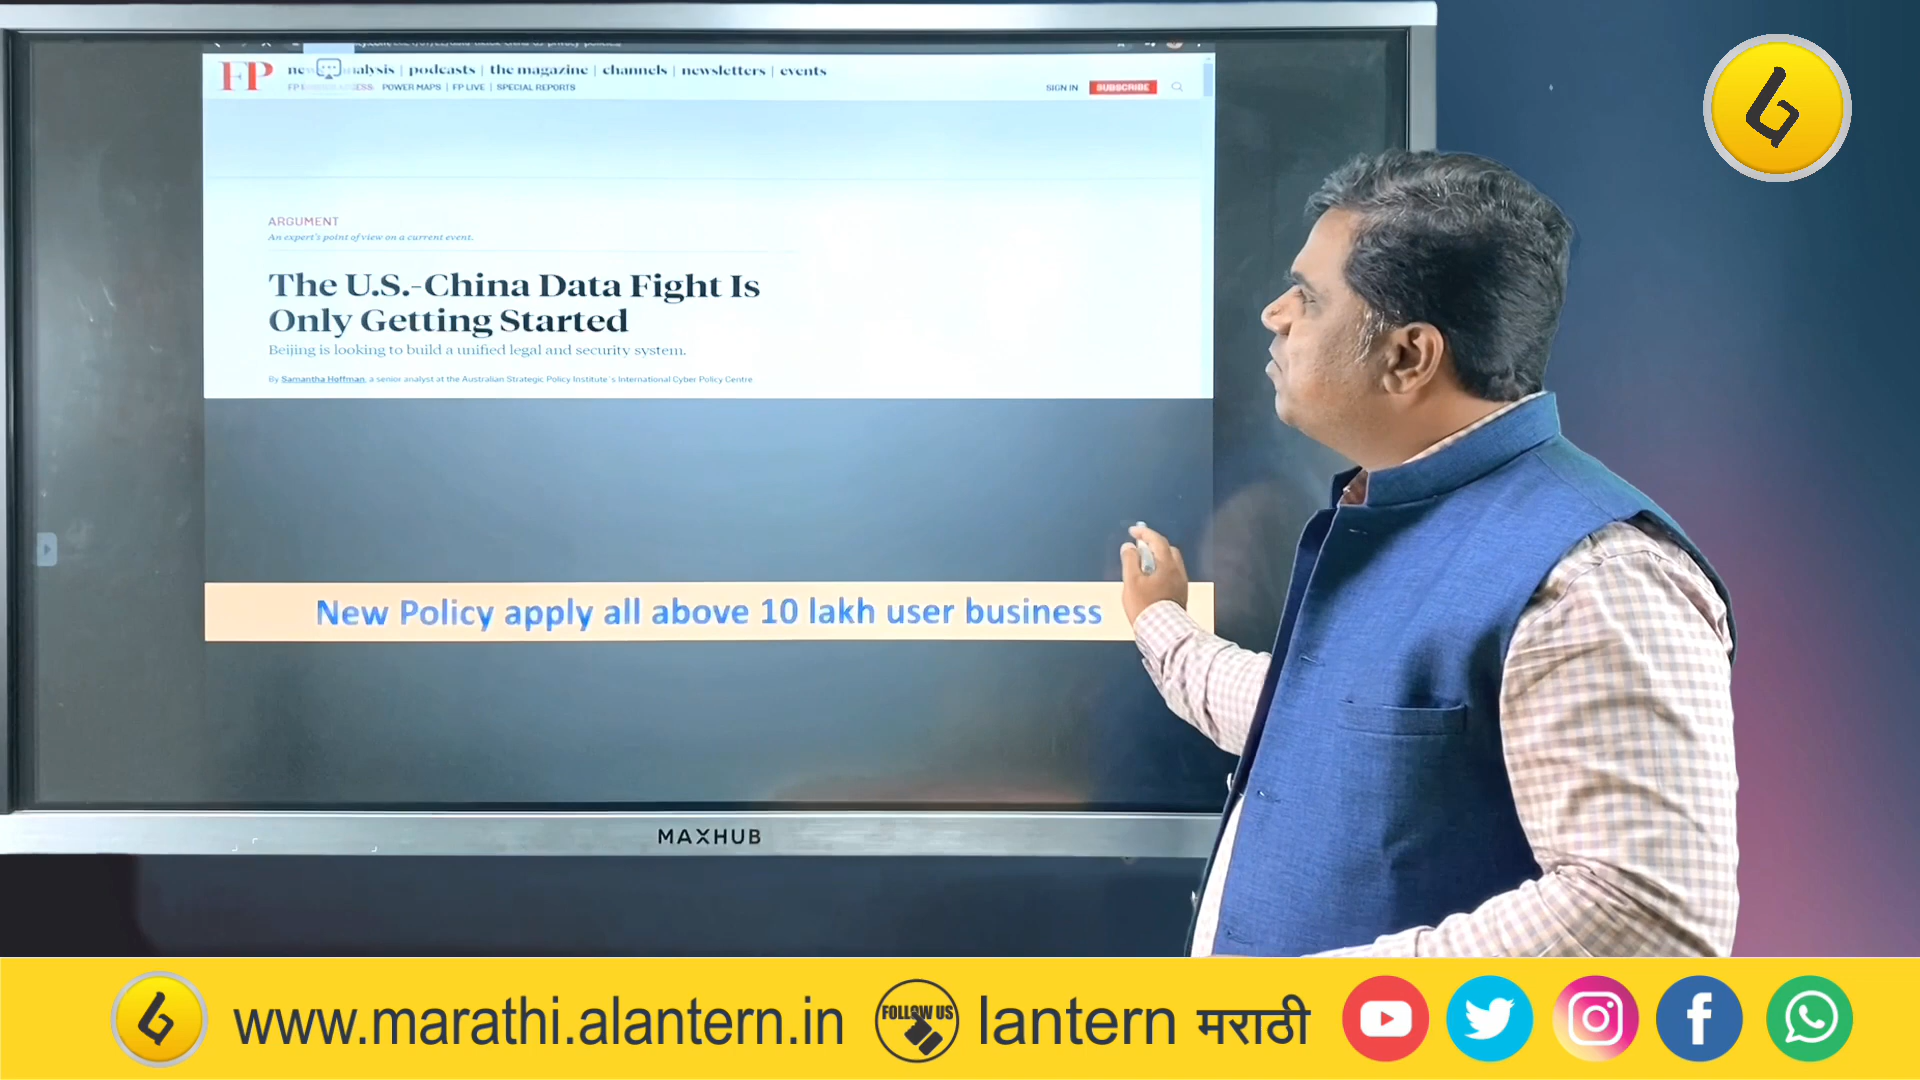 FP
podcasts | the magazine | channels | newsletters | events
POWER MAPS | FP LIVE | SPECIAL REPORTS
SIGN IN
SUBSCRIBE
ARGUMENT
An expert's point of view on a current event.
The U.S.-China Data Fight Is
Only Getting Started
Beijing is looking to build a unified legal and security system.
By Samantha Hoffman, a senior analyst at the Australian Strategic Policy Institute's International Cyber Policy Centre
New Policy apply all above 10 lakh user business
MAXHUB
www.marathi.alantern.in
FOLLOW US
lantern मराठी